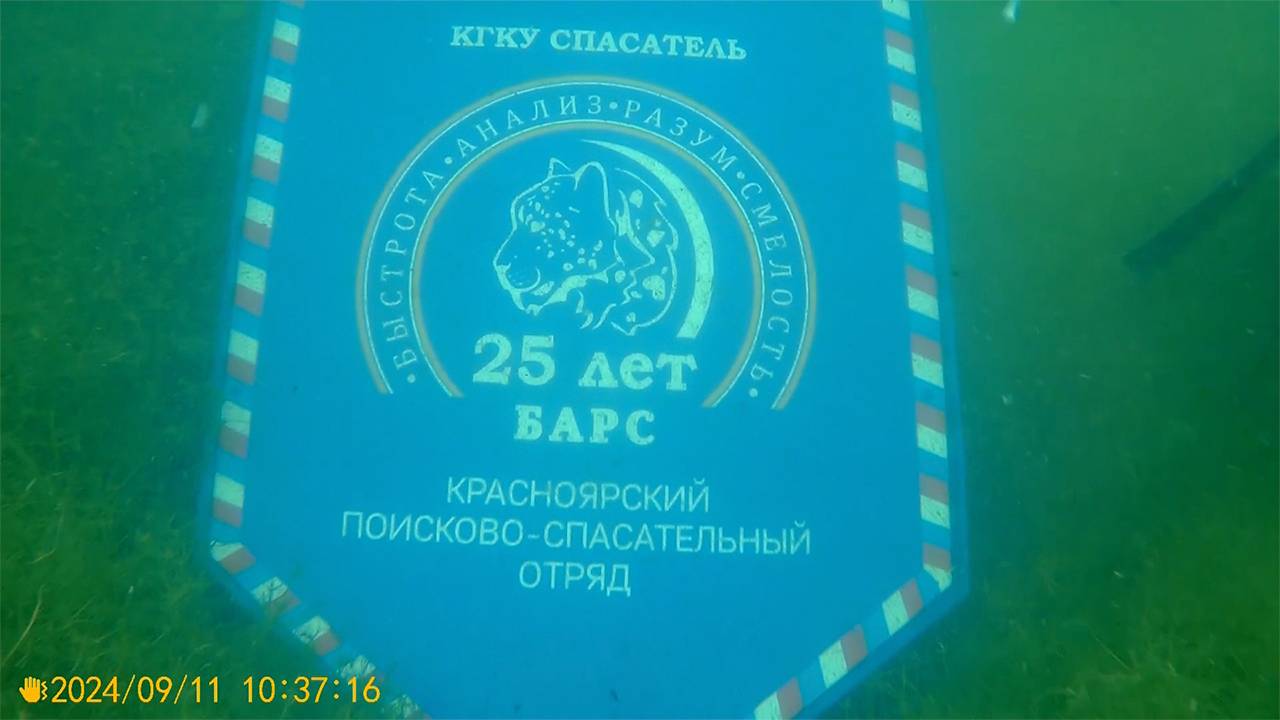 КГКУ СПАСАТЕЛЬ
·БЫСТРОТА·АНАЛИЗ·РАЗУМ·СМЕЛОСТЬ·
25 лет
БАРС
КРАСНОЯРСКИЙ
ПОИСКОВО-СПАСАТЕЛЬНЫЙ
ОТРЯД
2024/09/11 10:37:16